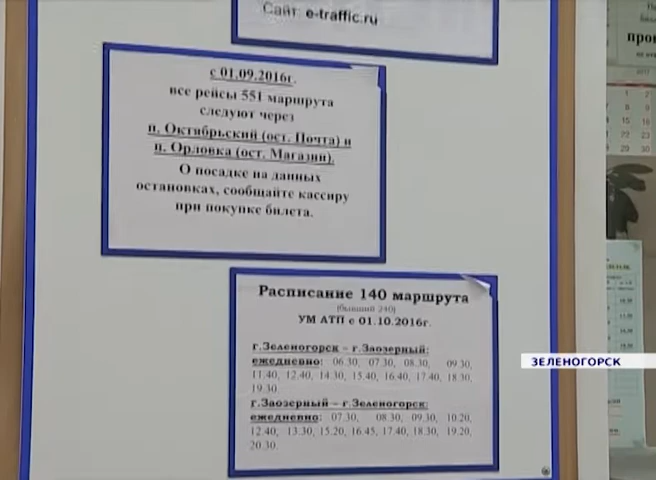 Сайт: e-traffic.ru
с 01.09.2016г.
все рейсы 551 маршрута
следуют через
п. Октябрьский (ост. Почта) и
п. Орловка (ост. Магазин).
О посадке на данных
остановках, сообщайте кассиру
при покупке билета.
Расписание 140 маршрута
(бывший 240)
УМ АТП с 01.10.2016г.
г.Зеленогорск – г.Заозерный:
ежедневно: 06.30, 07.30, 08.30, 09.30,
11.40, 12.40, 14.30, 15.40, 16.40, 17.40, 18.30,
19.30
г.Заозерный – г.Зеленогорск:
ежедневно: 07.30, 08.30, 09.30, 10.20,
12.40, 13.30, 15.20, 16.45, 17.40, 18.30, 19.20,
20.30.
ЗЕЛЕНОГОРСК